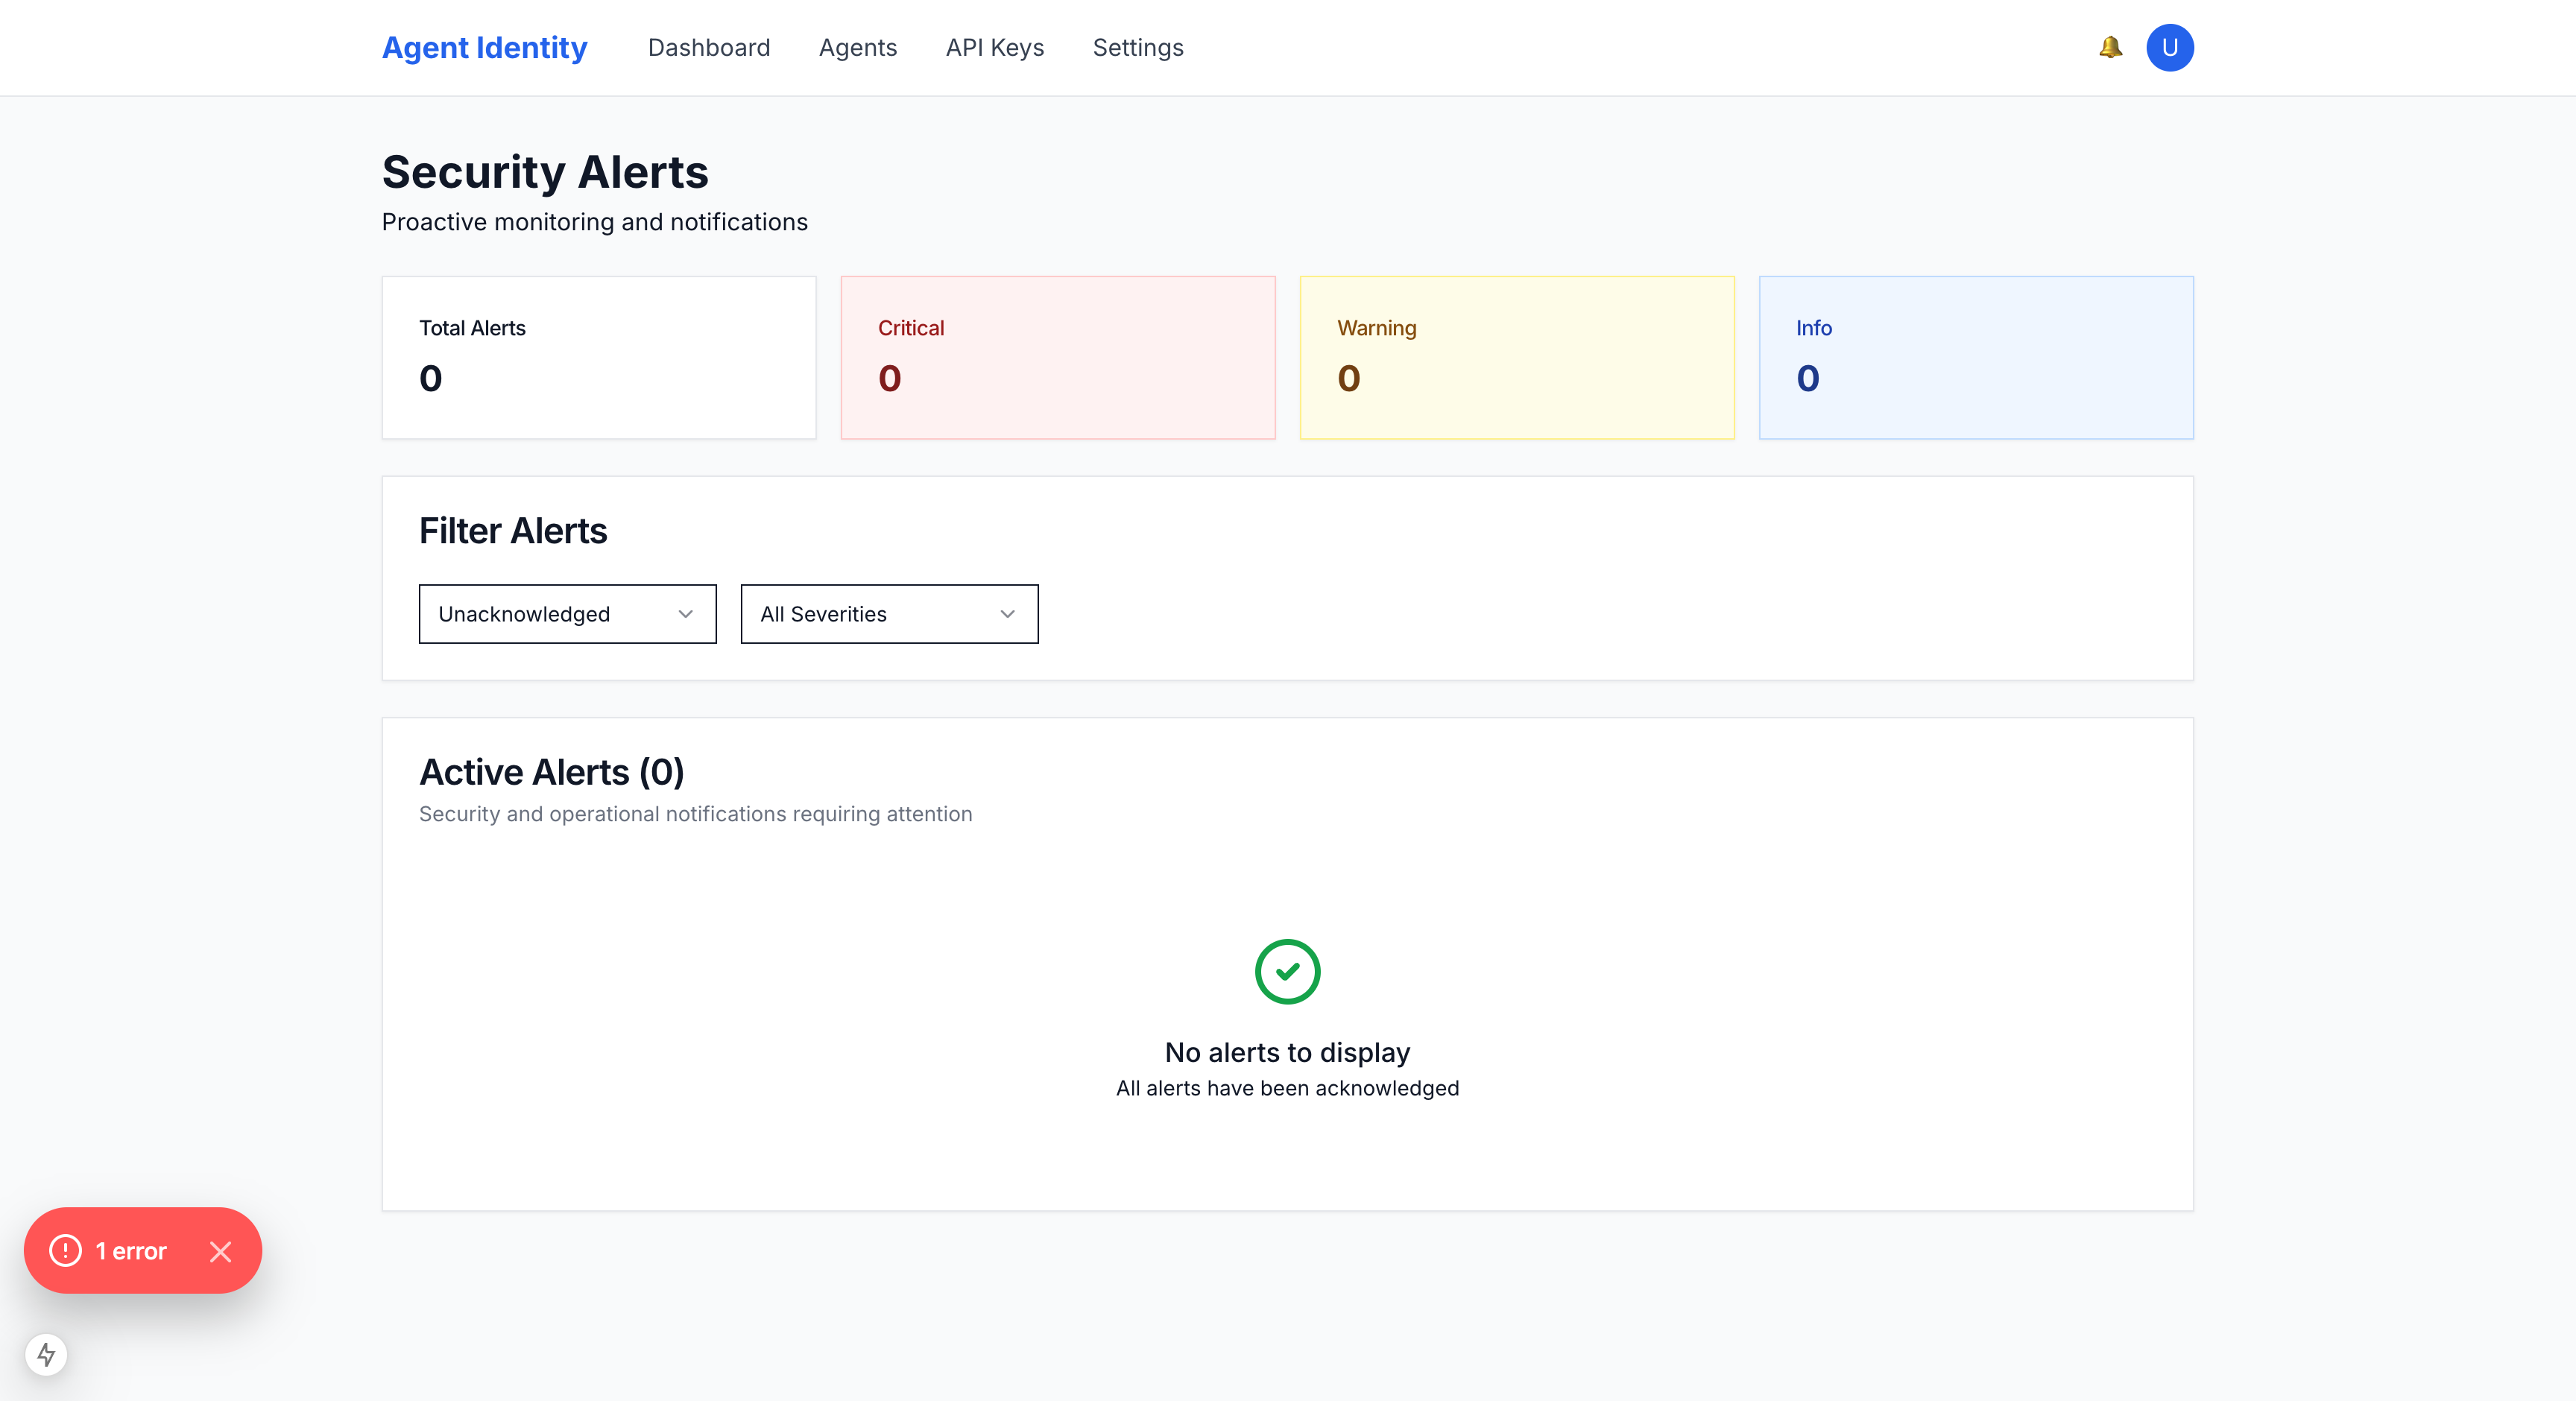 Agent Identity
Dashboard
Agents
API Keys
Settings
U
Security Alerts
Proactive monitoring and notifications
Total Alerts
0
Critical
0
Warning
0
Info
0
Filter Alerts
Unacknowledged
All Severities
Active Alerts (0)
Security and operational notifications requiring attention
No alerts to display
All alerts have been acknowledged
1 error